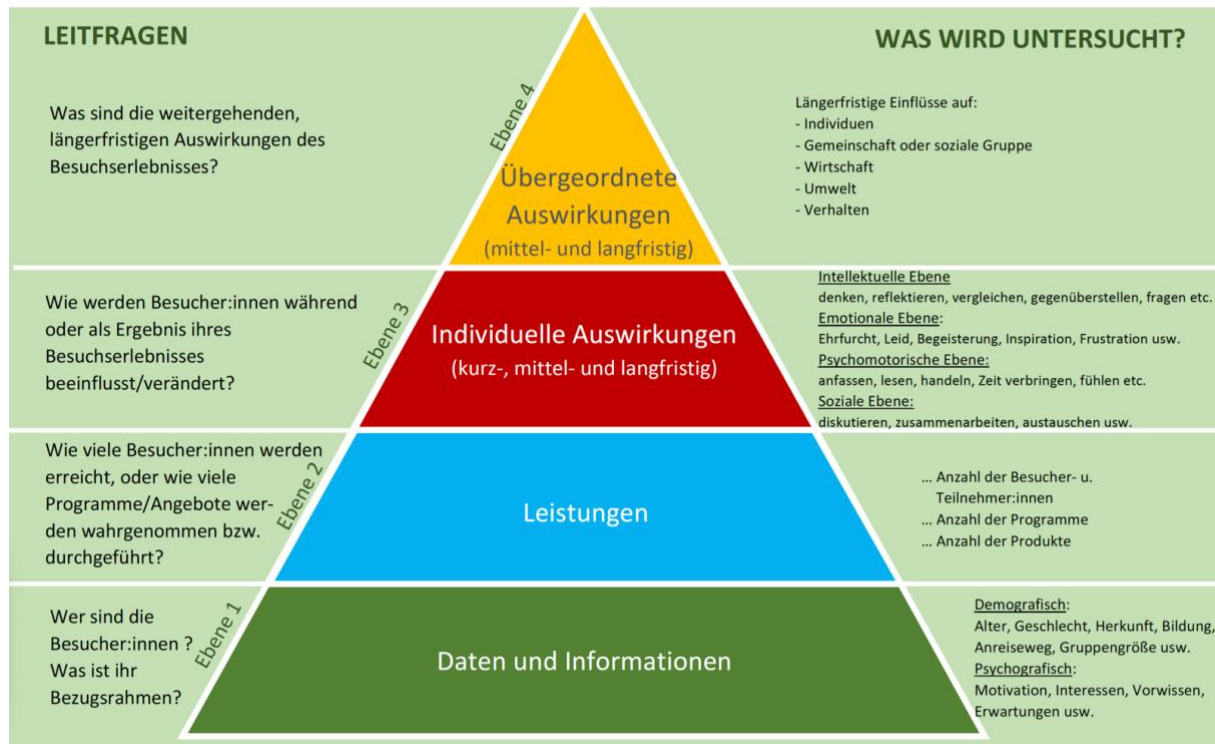 LEITFRAGEN
WAS WIRD UNTERSUCHT?
Was sind die weitergehenden,
längerfristigen Auswirkungen des
Besuchserlebnisses?
Ebene 4
Übergeordnete
Auswirkungen
(mittel- und langfristig)
Längerfristige Einflüsse auf:
- Individuen
- Gemeinschaft oder soziale Gruppe
- Wirtschaft
- Umwelt
- Verhalten
Wie werden Besucher:innen während
oder als Ergebnis ihres
Besuchserlebnisses
beeinflusst/verändert?
Ebene 3
Individuelle Auswirkungen
(kurz-, mittel- und langfristig)
Intellektuelle Ebene
denken, reflektieren, vergleichen, gegenüberstellen, fragen etc.
Emotionale Ebene:
Ehrfurcht, Leid, Begeisterung, Inspiration, Frustration usw.
Psychomotorische Ebene:
anfassen, lesen, handeln, Zeit verbringen, fühlen etc.
Soziale Ebene:
diskutieren, zusammenarbeiten, austauschen usw.
Wie viele Besucher:innen werden
erreicht, oder wie viele
Programme/Angebote wer-
den wahrgenommen bzw.
durchgeführt?
Ebene 2
Leistungen
... Anzahl der Besucher- u.
Teilnehmer:innen
... Anzahl der Programme
... Anzahl der Produkte
Wer sind die
Besucher:innen ?
Was ist ihr
Bezugsrahmen?
Ebene 1
Daten und Informationen
Demografisch:
Alter, Geschlecht, Herkunft, Bildung,
Anreiseweg, Gruppengröße usw.
Psychografisch:
Motivation, Interessen, Vorwissen,
Erwartungen usw.